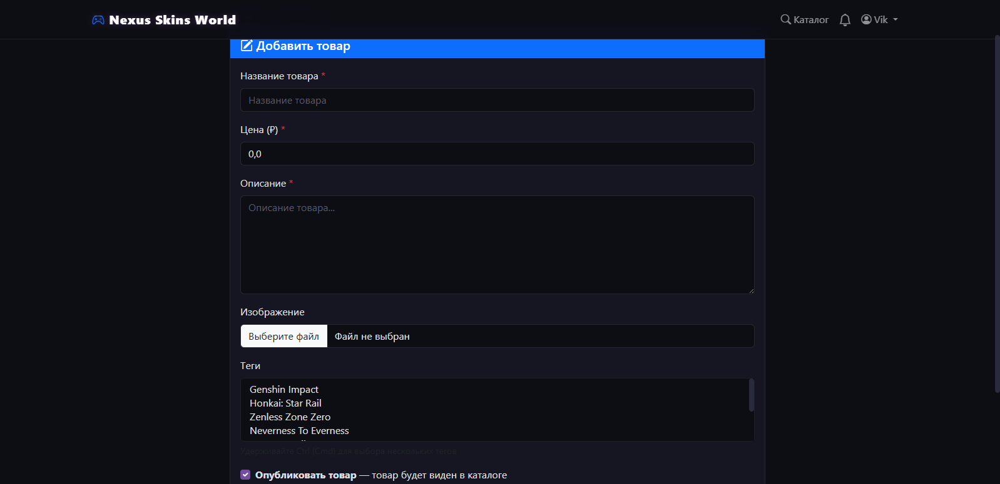 Nexus Skins World
Каталог
Vik
Добавить товар
Название товара *
Название товара
Цена (₽) *
0,0
Описание *
Описание товара...
Изображение
Выберите файл Файл не выбран
Теги
Genshin Impact
Honkai: Star Rail
Zenless Zone Zero
Neverness To Everness
Удерживайте Ctrl (Cmd) для выбора нескольких тегов
Опубликовать товар — товар будет виден в каталоге